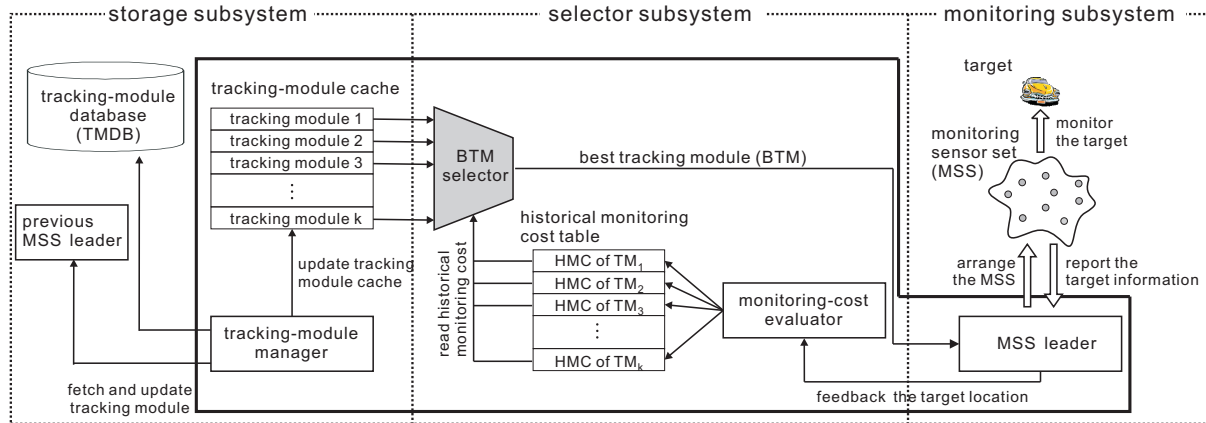 storage subsystem
selector subsystem
monitoring subsystem
tracking-module
database
(TMDB)
previous
MSS leader
fetch and update
tracking module
tracking-module cache
tracking module 1
tracking module 2
tracking module 3
⋮
tracking module k
update tracking
module cache
tracking-module
manager
BTM
selector
best tracking module (BTM)
read historical
monitoring cost
historical monitoring
cost table
HMC of TM₁
HMC of TM₂
HMC of TM₃
⋮
HMC of TMₖ
monitoring-cost
evaluator
feedback the target location
target
monitor
the target
monitoring
sensor set
(MSS)
arrange
the MSS
report the
target information
MSS leader